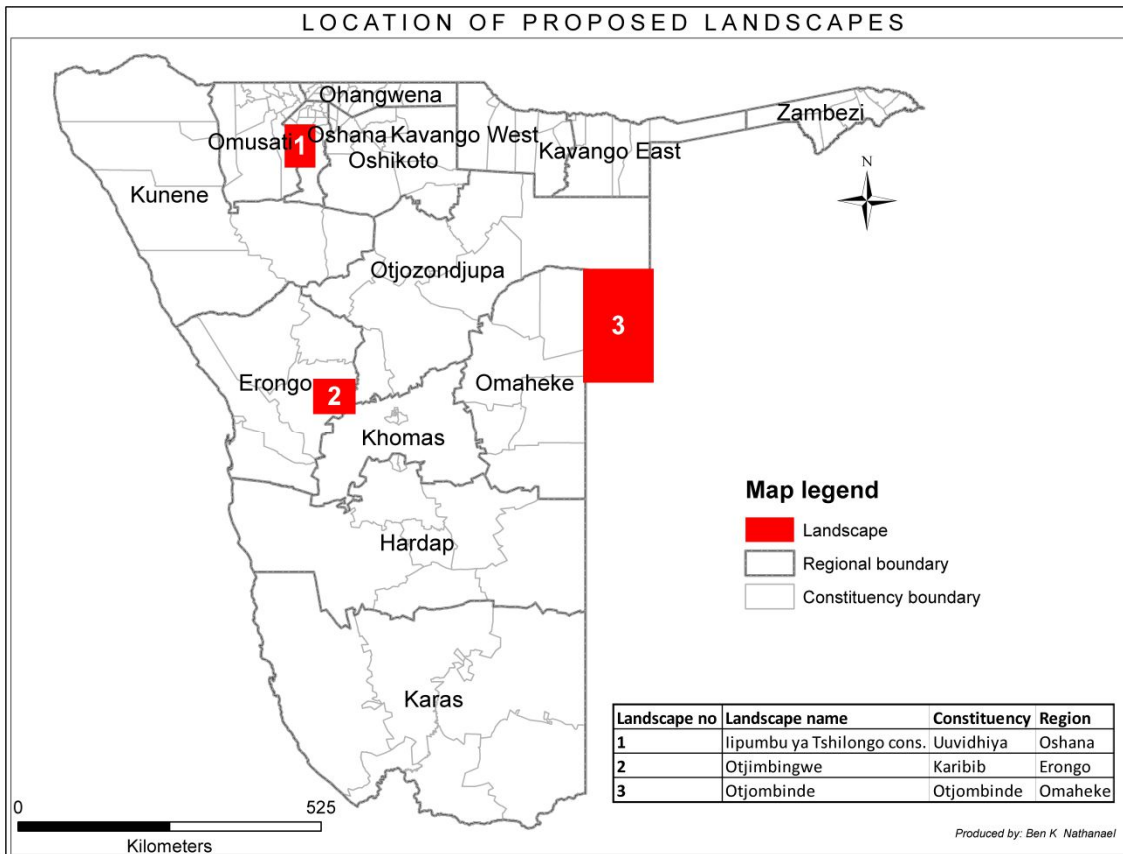 LOCATION OF PROPOSED LANDSCAPES
Ohangwena
Zambezi
Omusati
1
Oshana
Kavango West
Kavango East
Oshikoto
N
Kunene
Otjozondjupa
3
Erongo
2
Omaheke
Khomas
Map legend
Landscape
Hardap
Regional boundary
Constituency boundary
Karas
Landscape no Landscape name Constituency Region
1 Iipumbu ya Tshilongo cons. Uuvidhiya Oshana
2 Otjimbingwe Karibib Erongo
3 Otjombinde Otjombinde Omaheke
0 525
Kilometers
Produced by: Ben K Nathanael